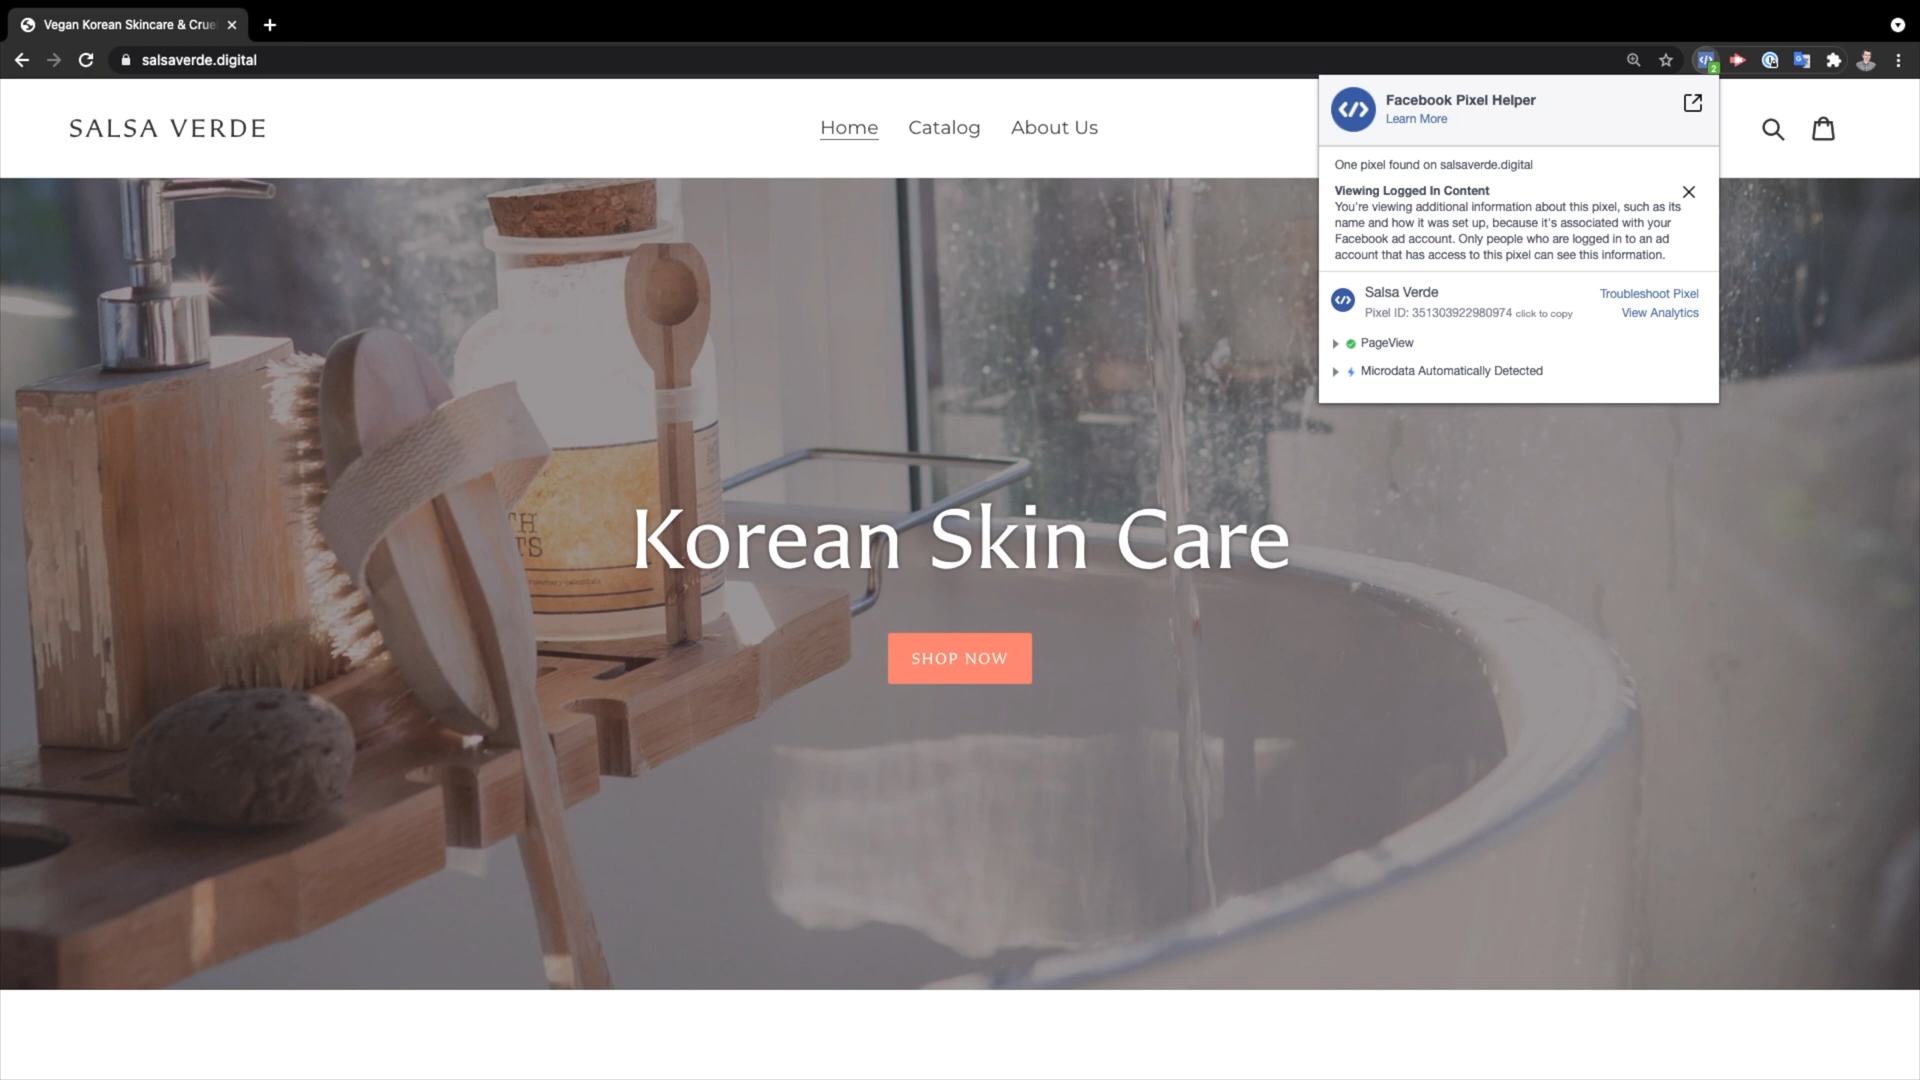 Vegan Korean Skincare & Crue
salsaverde.digital
2
SALSA VERDE
Home
Catalog
About Us
Facebook Pixel Helper
Learn More
One pixel found on salsaverde.digital
Viewing Logged In Content
You're viewing additional information about this pixel, such as its
name and how it was set up, because it's associated with your
Facebook ad account. Only people who are logged in to an ad
account that has access to this pixel can see this information.
Salsa Verde
Troubleshoot Pixel
Pixel ID: 351303922980974 click to copy
View Analytics
PageView
Microdata Automatically Detected
Korean Skin Care
SHOP NOW